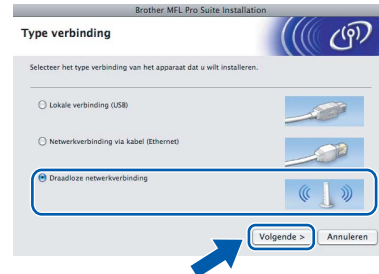 Brother MFL Pro Suite Installation
Type verbinding
Selecteer het type verbinding van het apparaat dat u wilt installeren.
Lokale verbinding (USB)
Netwerkverbinding via kabel (Ethernet)
Draadloze netwerkverbinding
Volgende > Annuleren